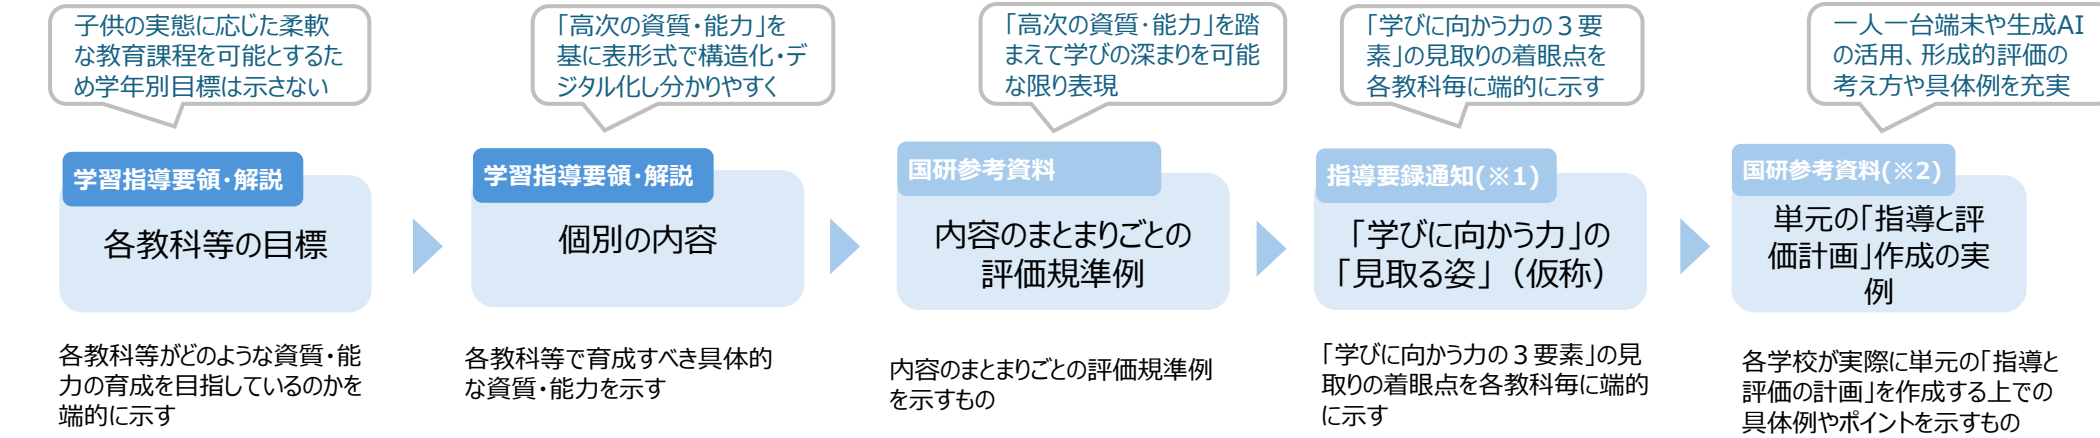 子供の実態に応じた柔軟
な教育課程を可能とするた
め学年別目標は示さない
「高次の資質・能力」を
基に表形式で構造化・デ
ジタル化し分かりやすく
「高次の資質・能力」を踏
まえて学びの深まりを可能
な限り表現
「学びに向かう力の３要
素」の見取りの着眼点を
各教科毎に端的に示す
一人一台端末や生成AI
の活用、形成的評価の
考え方や具体例を充実
学習指導要領・解説
各教科等の目標
学習指導要領・解説
個別の内容
国研参考資料
内容のまとまりごとの
評価規準例
指導要録通知(※1)
「学びに向かう力」の
「見取る姿」（仮称）
国研参考資料(※2)
単元の「指導と評
価計画」作成の実
例
各教科等がどのような資質・能
力の育成を目指しているのかを
端的に示す
各教科等で育成すべき具体的
な資質・能力を示す
内容のまとまりごとの評価規準例
を示すもの
「学びに向かう力の３要素」の見
取りの着眼点を各教科毎に端的
に示す
各学校が実際に単元の「指導と
評価の計画」を作成する上での
具体例やポイントを示すもの